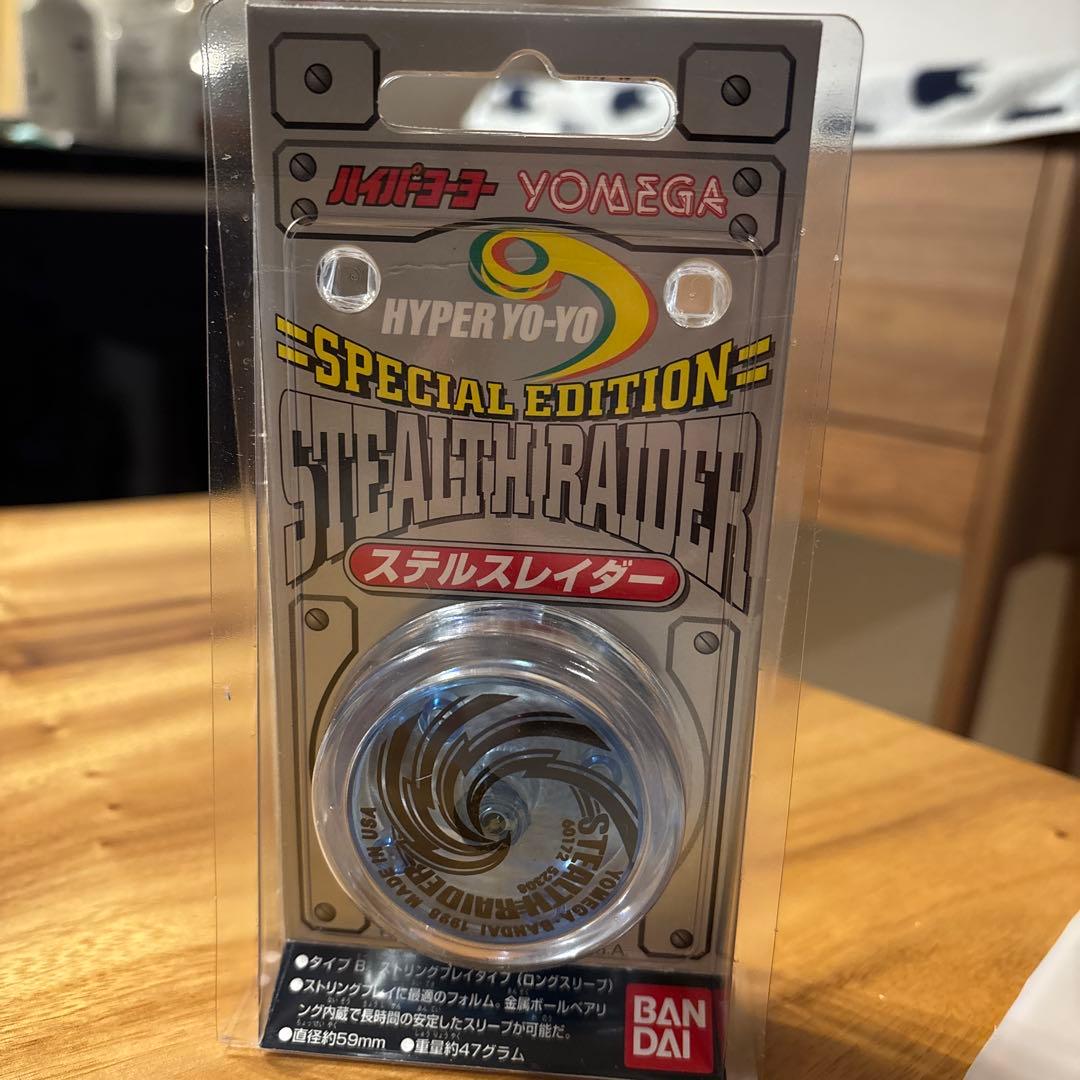 ハイパーヨーヨー YOMEGA
HYPER YO-YO
SPECIAL EDITION
STEALTH RAIDER
ステルスレイダー
STEALTH RAIDER
60172 52306
YOMEGA・BANDAI 1998 MADE IN USA
●タイプB ストリングプレイタイプ（ロングスリープ）
●ストリングプレイに最適のフォルム。金属ボールベアリ
ング内蔵で長時間の安定したスリープが可能だ。
●直径約59mm ●重量約47グラム
BAN
DAI